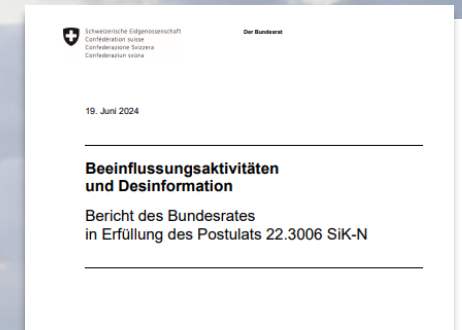 Schweizerische Eidgenossenschaft
Confédération suisse
Confederazione Svizzera
Confederaziun svizra
Der Bundesrat
19. Juni 2024
Beeinflussungsaktivitäten
und Desinformation
Bericht des Bundesrates
in Erfüllung des Postulats 22.3006 SiK-N